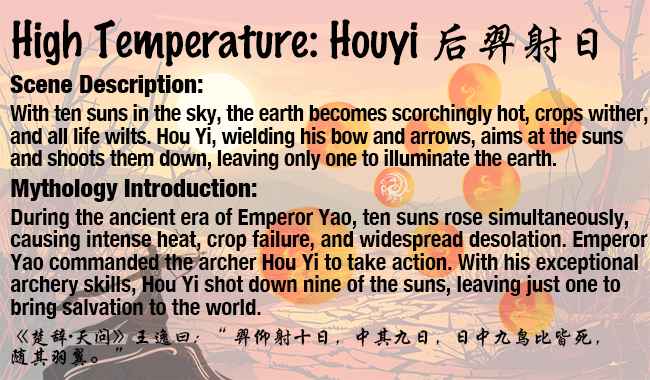 High Temperature: Houyi 后羿射日
Scene Description:
With ten suns in the sky, the earth becomes scorchingly hot, crops wither,
and all life wilts. Hou Yi, wielding his bow and arrows, aims at the suns
and shoots them down, leaving only one to illuminate the earth.
Mythology Introduction:
During the ancient era of Emperor Yao, ten suns rose simultaneously,
causing intense heat, crop failure, and widespread desolation. Emperor
Yao commanded the archer Hou Yi to take action. With his exceptional
archery skills, Hou Yi shot down nine of the suns, leaving just one to
bring salvation to the world.
《楚辞·天问》王逸曰：“羿仰射十日，中其九日，日中九鸟比皆死，
随其羽翼。”